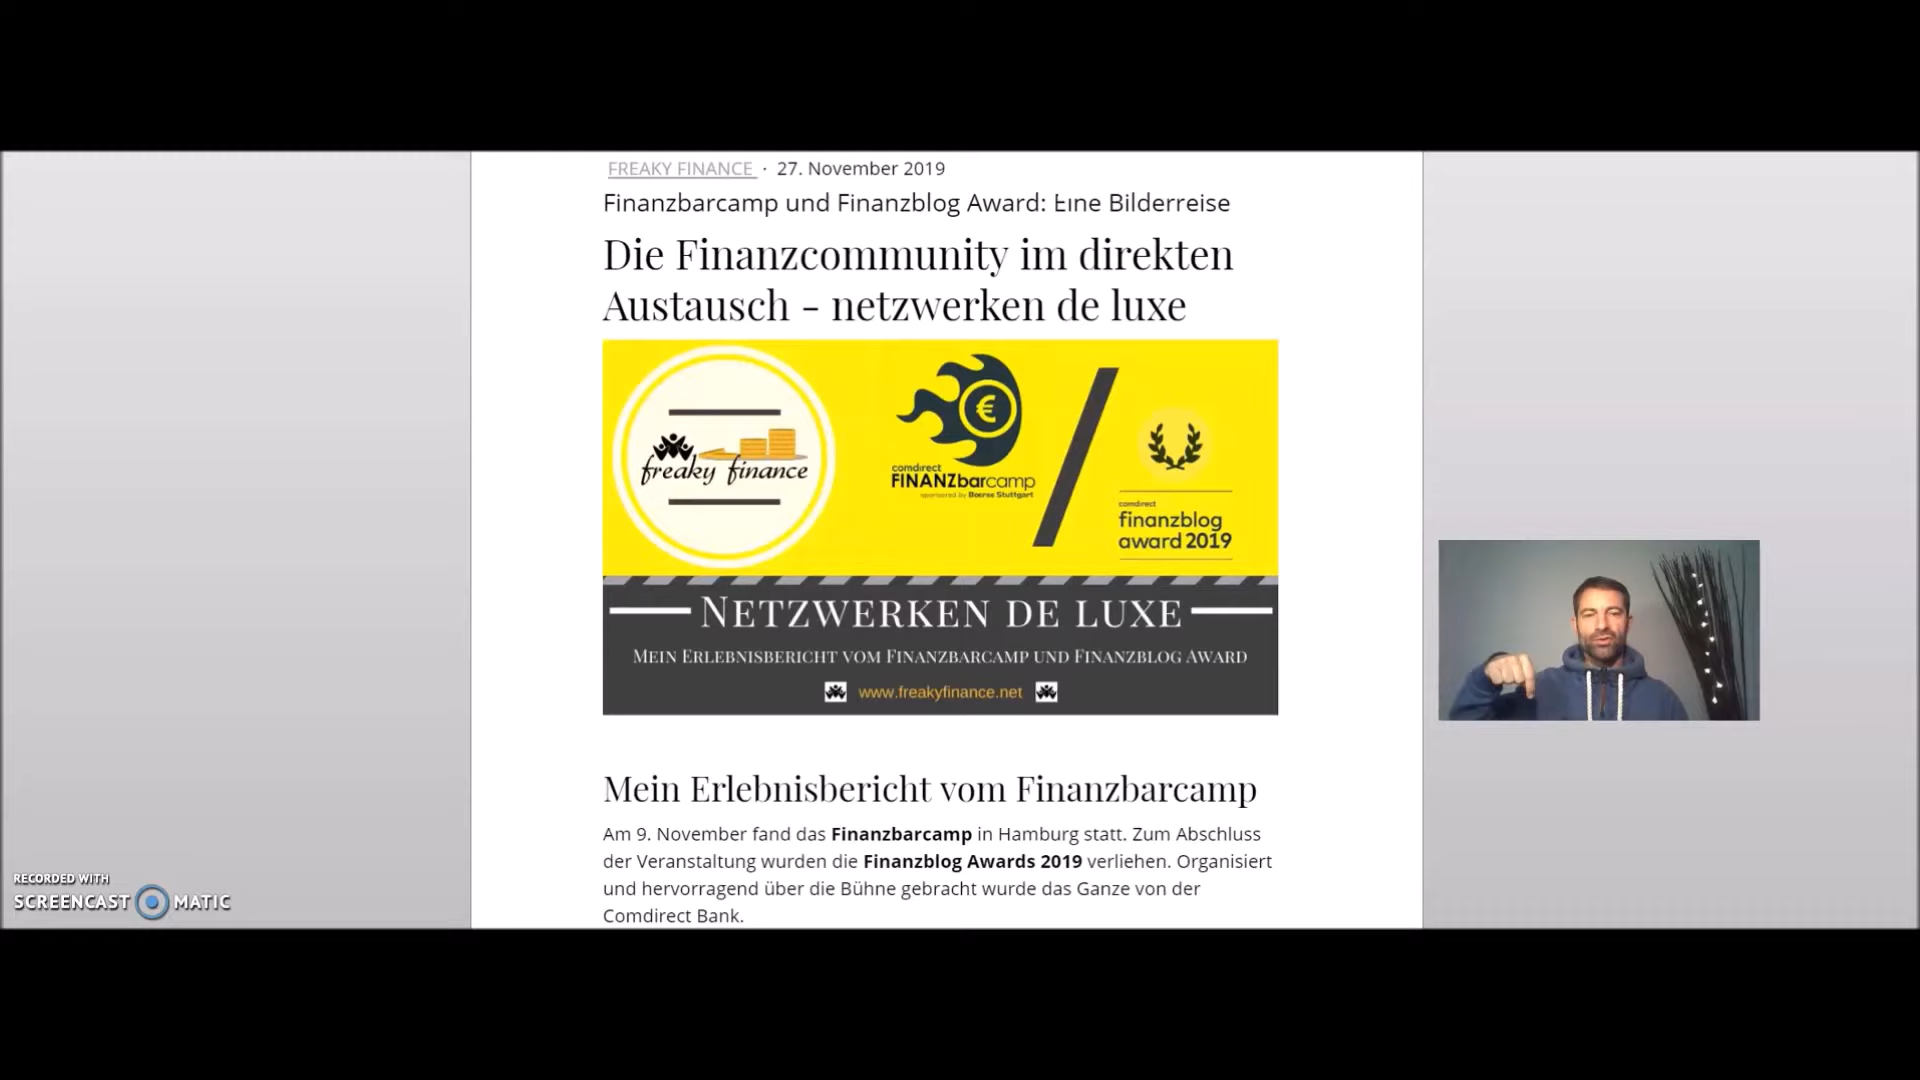 FREAKY FINANCE · 27. November 2019
Finanzbarcamp und Finanzblog Award: Eine Bilderreise
Die Finanzcommunity im direkten
Austausch - netzwerken de luxe
freaky finance
comdirect
FINANZbarcamp
sponsored by Boerse Stuttgart
comdirect
finanzblog
award 2019
NETZWERKEN DE LUXE
MEIN ERLEBNISBERICHT VOM FINANZBARCAMP UND FINANZBLOG AWARD
www.freakyfinance.net
Mein Erlebnisbericht vom Finanzbarcamp
Am 9. November fand das Finanzbarcamp in Hamburg statt. Zum Abschluss
der Veranstaltung wurden die Finanzblog Awards 2019 verliehen. Organisiert
und hervorragend über die Bühne gebracht wurde das Ganze von der
Comdirect Bank.
RECORDED WITH
SCREENCAST MATIC